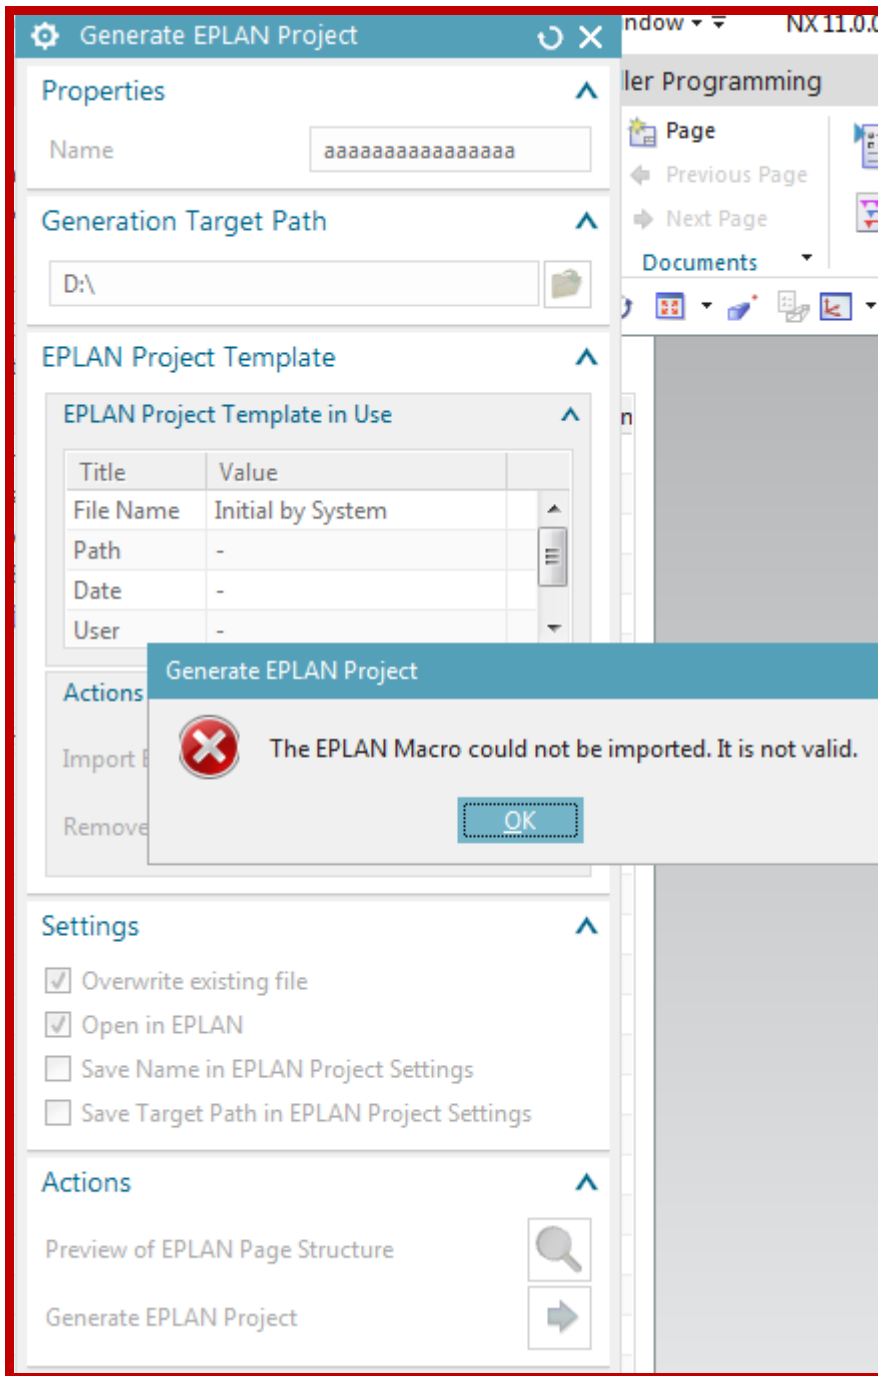 Generate EPLAN Project
ndow
NX 11.0.0
Properties
Name
aaaaaaaaaaaaaaaa
Generation Target Path
D:\
EPLAN Project Template
EPLAN Project Template in Use
Title Value
File Name Initial by System
Path -
Date -
User -
Actions
Import
Remove
Generate EPLAN Project
The EPLAN Macro could not be imported. It is not valid.
OK
Settings
Overwrite existing file
Open in EPLAN
Save Name in EPLAN Project Settings
Save Target Path in EPLAN Project Settings
Actions
Preview of EPLAN Page Structure
Generate EPLAN Project
ller Programming
Page
Previous Page
Next Page
Documents
n